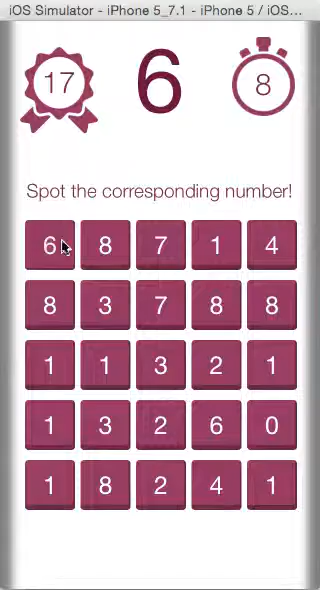 iOS Simulator - iPhone 5_7.1 - iPhone 5 / iOS...
17 6 8
Spot the corresponding number!
6 8 7 1 4
8 3 7 8 8
1 1 3 2 1
1 3 2 6 0
1 8 2 4 1